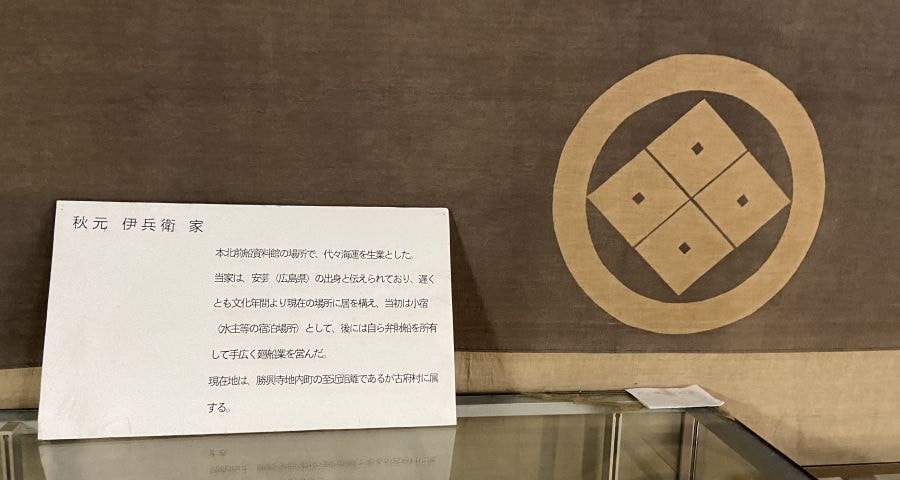 秋元 伊兵衛 家
本北前船資料館の場所で、代々海運を生業とした。
当家は、安芸（広島県）の出身と伝えられており、遅く
とも文化年間より現在の場所に居を構え、当初は小宿
（水主等の宿泊場所）として、後には自ら弁財船を所有
して手広く廻船業を営んだ。
現在地は、勝興寺地内町の至近距離であるが古府村に属
する。